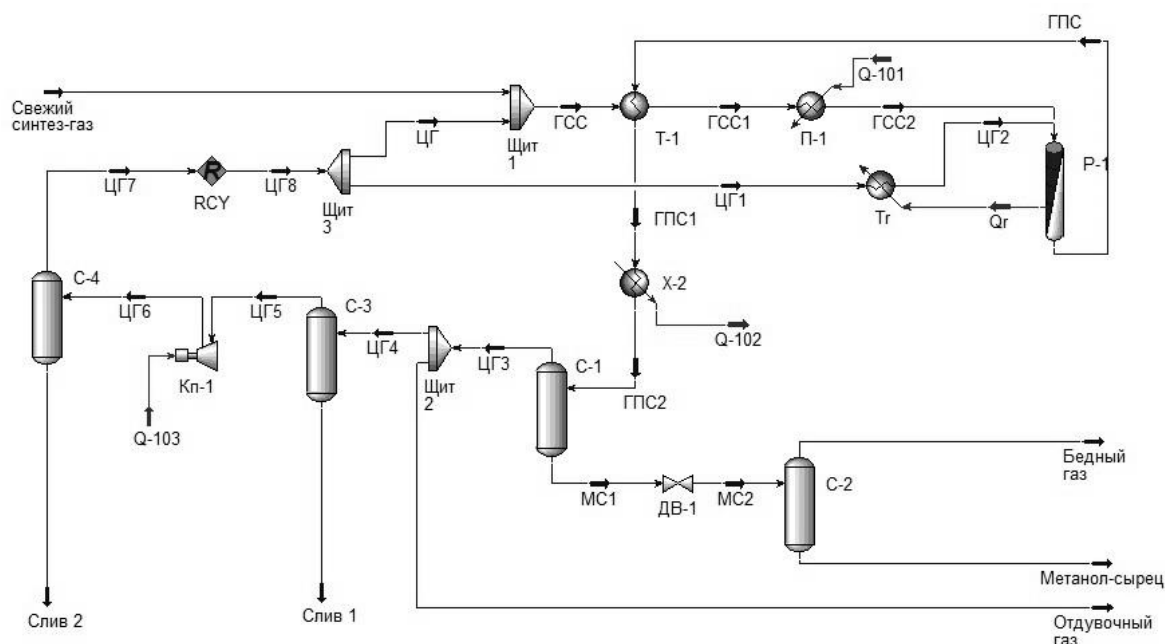 ГПС
Q-101
Свежий
синтез-газ
ГСС
ГСС1
ГСС2
ЦГ2
ЦГ
Щит
1
Т-1
П-1
Р-1
ЦГ7
RCY
ЦГ8
Щит
3
ЦГ1
Tr
Qr
ГПС1
С-4
Х-2
ЦГ6
ЦГ5
С-3
ЦГ4
ЦГ3
С-1
Q-102
Кп-1
Щит
2
ГПС2
Q-103
Бедный
газ
С-2
МС1
ДВ-1
МС2
Метанол-сырец
Слив 2
Слив 1
Отдувочный
газ